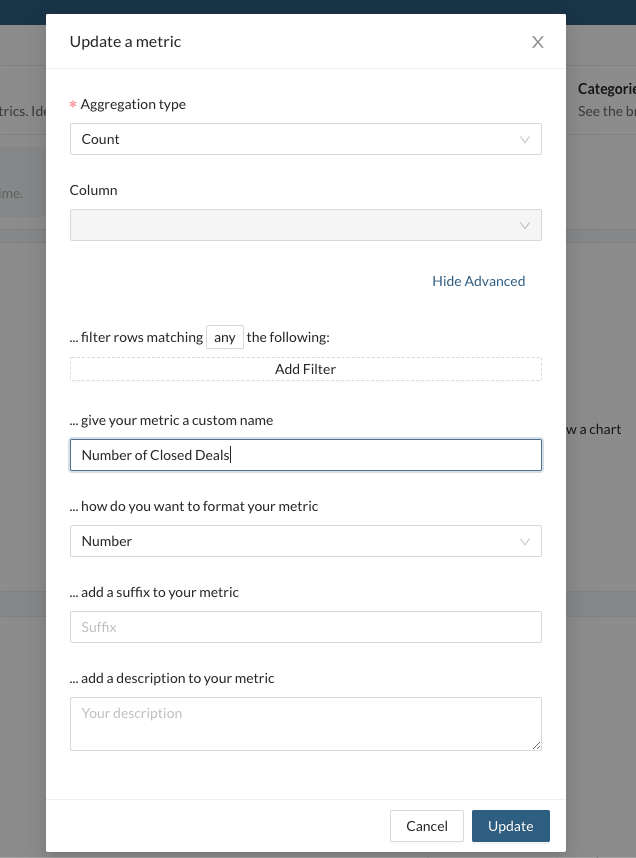 Update a metric
Categorie
trics. Ide
See the br
* Aggregation type
Count
ime.
Column
Hide Advanced
... filter rows matching any the following:
Add Filter
... give your metric a custom name
w a chart
Number of Closed Deals
... how do you want to format your metric
Number
... add a suffix to your metric
Suffix
... add a description to your metric
Your description
Cancel
Update